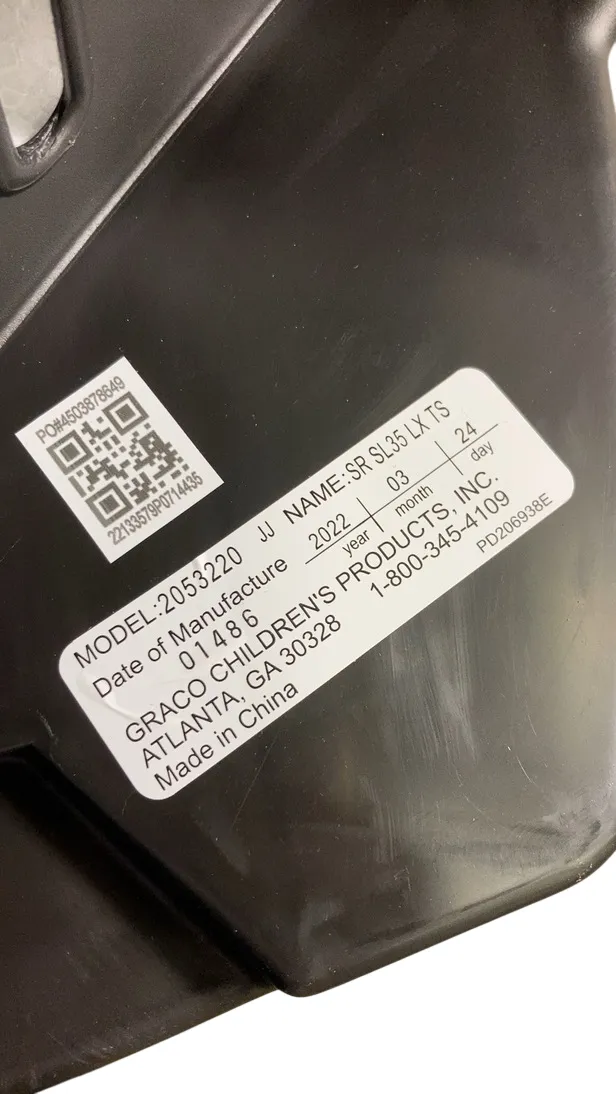 PO#4503878649
22133579P0714435
MODEL:2053220 JJ NAME:SR SL35 LX TS
Date of Manufacture 2022 03 24
year month day
01486
GRACO CHILDREN'S PRODUCTS, INC.
ATLANTA, GA 30328 1-800-345-4109
Made in China PD206938E